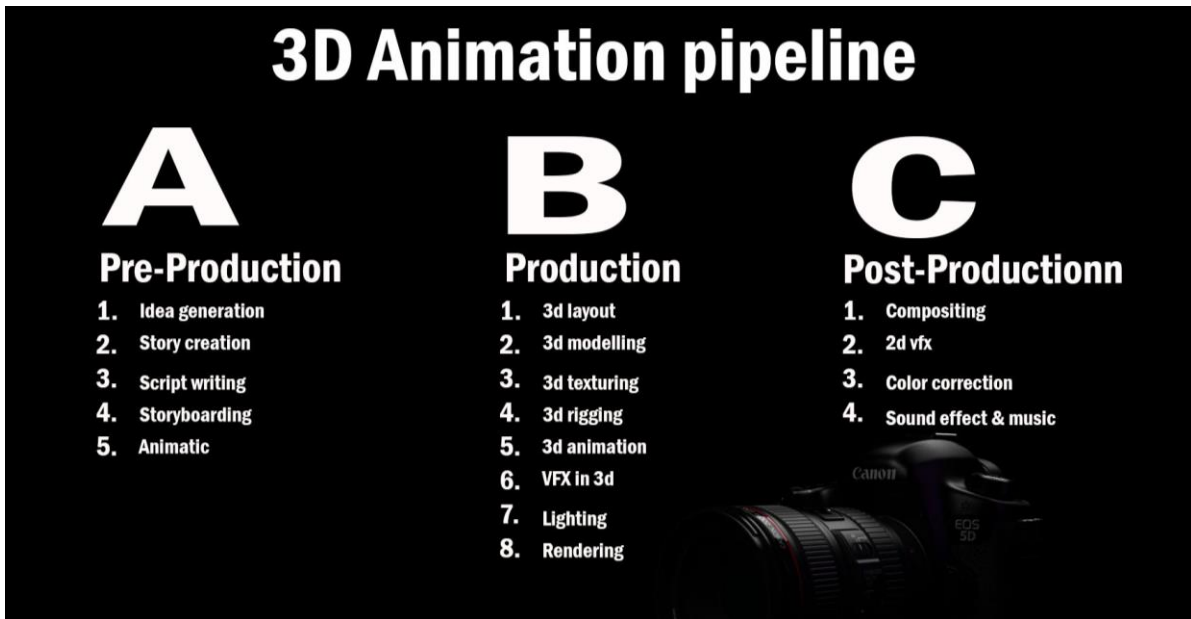 3D Animation pipeline
A
Pre-Production
1. Idea generation
2. Story creation
3. Script writing
4. Storyboarding
5. Animatic
B
Production
1. 3d layout
2. 3d modelling
3. 3d texturing
4. 3d rigging
5. 3d animation
6. VFX in 3d
7. Lighting
8. Rendering
C
Post-Productionn
1. Compositing
2. 2d vfx
3. Color correction
4. Sound effect & music
Canon
EOS
5D